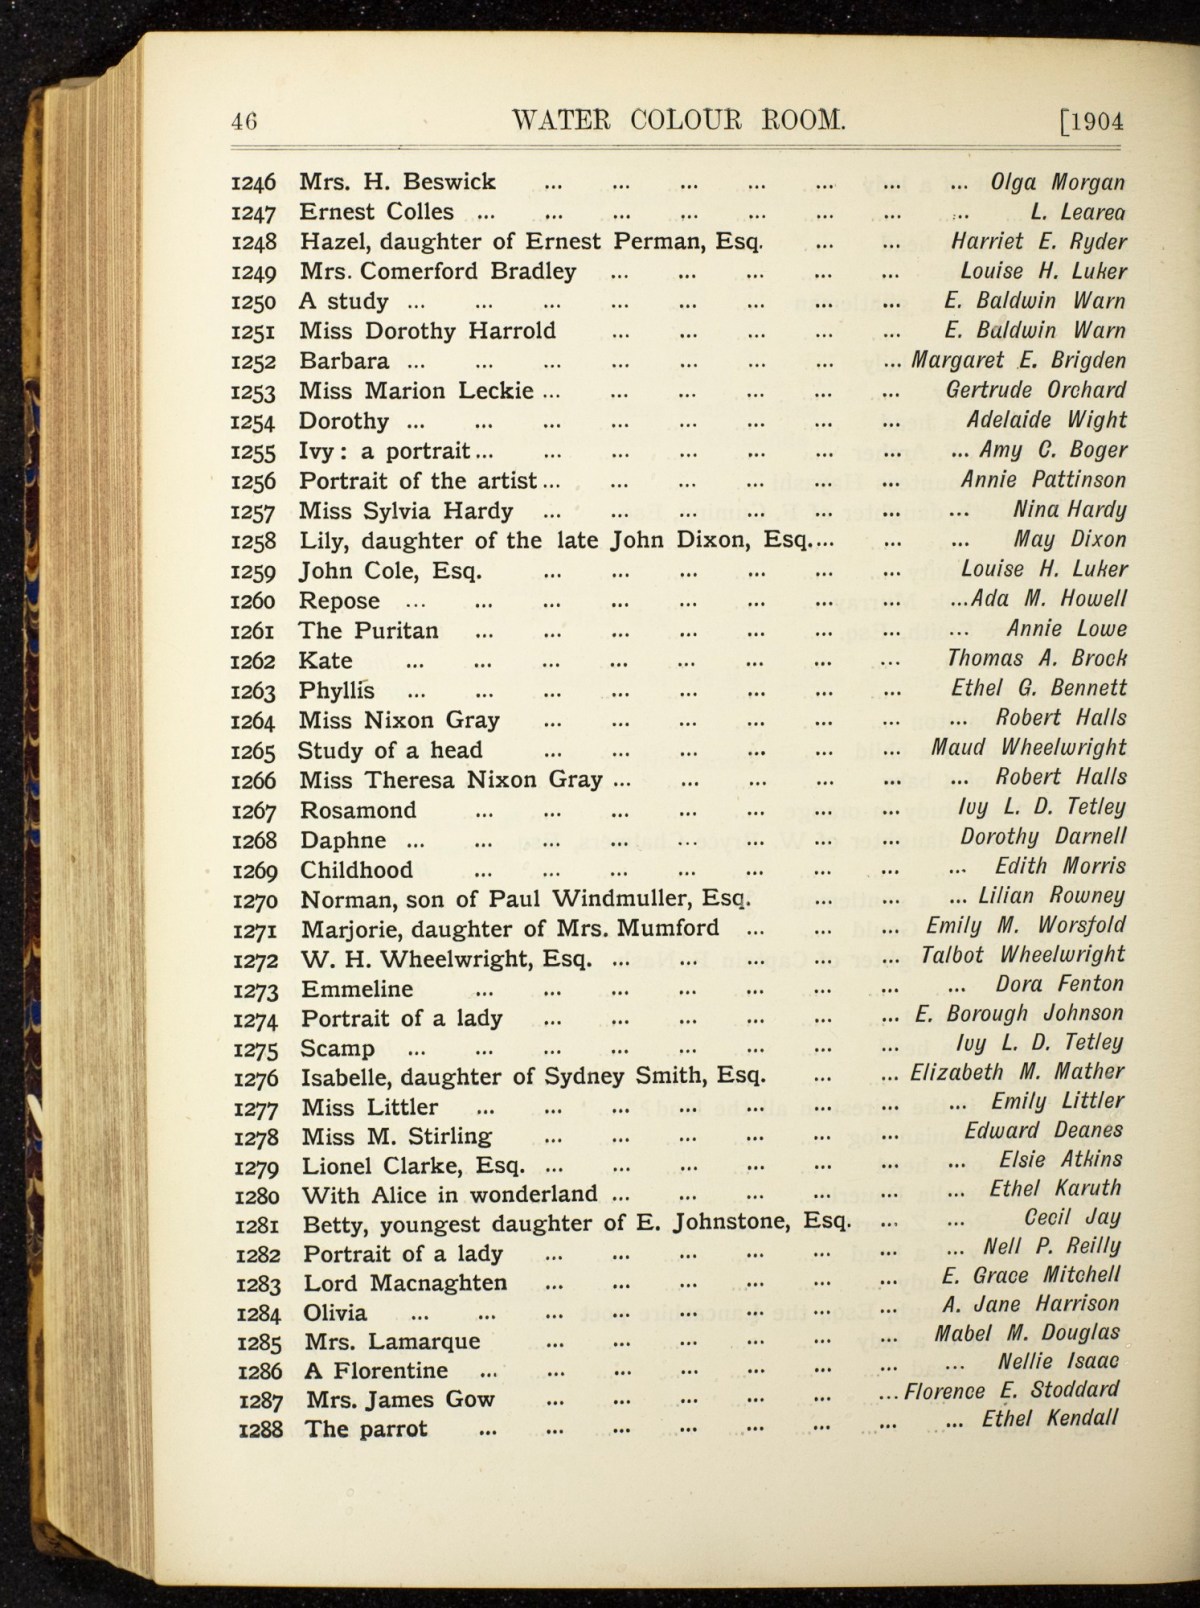 46 WATER COLOUR ROOM. [1904
1246 Mrs. H. Beswick ... ... ... ... ... ... ... Olga Morgan
1247 Ernest Colles ... ... ... ... ... ... ... ... L. Learea
1248 Hazel, daughter of Ernest Perman, Esq. ... ... Harriet E. Ryder
1249 Mrs. Comerford Bradley ... ... ... ... ... Louise H. Luker
1250 A study ... ... ... ... ... ... ... ... E. Baldwin Warn
1251 Miss Dorothy Harrold ... ... ... ... ... E. Baldwin Warn
1252 Barbara ... ... ... ... ... ... ... ... Margaret E. Brigden
1253 Miss Marion Leckie ... ... ... ... ... ... Gertrude Orchard
1254 Dorothy ... ... ... ... ... ... ... ... Adelaide Wight
1255 Ivy : a portrait ... ... ... ... ... ... ... ... Amy C. Boger
1256 Portrait of the artist ... ... ... ... ... ... Annie Pattinson
1257 Miss Sylvia Hardy ... ... ... ... ... ... ... Nina Hardy
1258 Lily, daughter of the late John Dixon, Esq.... ... ... May Dixon
1259 John Cole, Esq. ... ... ... ... ... ... Louise H. Luker
1260 Repose ... ... ... ... ... ... ... ... ...Ada M. Howell
1261 The Puritan ... ... ... ... ... ... ... ... Annie Lowe
1262 Kate ... ... ... ... ... ... ... ... Thomas A. Brock
1263 Phyllis ... ... ... ... ... ... ... ... Ethel G. Bennett
1264 Miss Nixon Gray ... ... ... ... ... ... ... Robert Halls
1265 Study of a head ... ... ... ... ... ... Maud Wheelwright
1266 Miss Theresa Nixon Gray ... ... ... ... ... ... Robert Halls
1267 Rosamond ... ... ... ... ... ... ... Ivy L. D. Tetley
1268 Daphne ... ... ... ... ... ... ... ... Dorothy Darnell
1269 Childhood ... ... ... ... ... ... ... ... Edith Morris
1270 Norman, son of Paul Windmuller, Esq. ... ... ... Lilian Rowney
1271 Marjorie, daughter of Mrs. Mumford ... ... ... Emily M. Worsfold
1272 W. H. Wheelwright, Esq. ... ... ... ... ... Talbot Wheelwright
1273 Emmeline ... ... ... ... ... ... ... ... Dora Fenton
1274 Portrait of a lady ... ... ... ... ... ... E. Borough Johnson
1275 Scamp ... ... ... ... ... ... ... ... Ivy L. D. Tetley
1276 Isabelle, daughter of Sydney Smith, Esq. ... ... Elizabeth M. Mather
1277 Miss Littler ... ... ... ... ... ... ... ... Emily Littler
1278 Miss M. Stirling ... ... ... ... ... ... Edward Deanes
1279 Lionel Clarke, Esq. ... ... ... ... ... ... ... Elsie Atkins
1280 With Alice in wonderland ... ... ... ... ... ... Ethel Karuth
1281 Betty, youngest daughter of E. Johnstone, Esq. ... ... Cecil Jay
1282 Portrait of a lady ... ... ... ... ... ... ... Nell P. Reilly
1283 Lord Macnaghten ... ... ... ... ... ... E. Grace Mitchell
1284 Olivia ... ... ... ... ... ... ... ... A. Jane Harrison
1285 Mrs. Lamarque ... ... ... ... ... ... Mabel M. Douglas
1286 A Florentine ... ... ... ... ... ... ... ... Nellie Isaac
1287 Mrs. James Gow ... ... ... ... ... ... Florence E. Stoddard
1288 The parrot ... ... ... ... ... ... ... ... Ethel Kendall